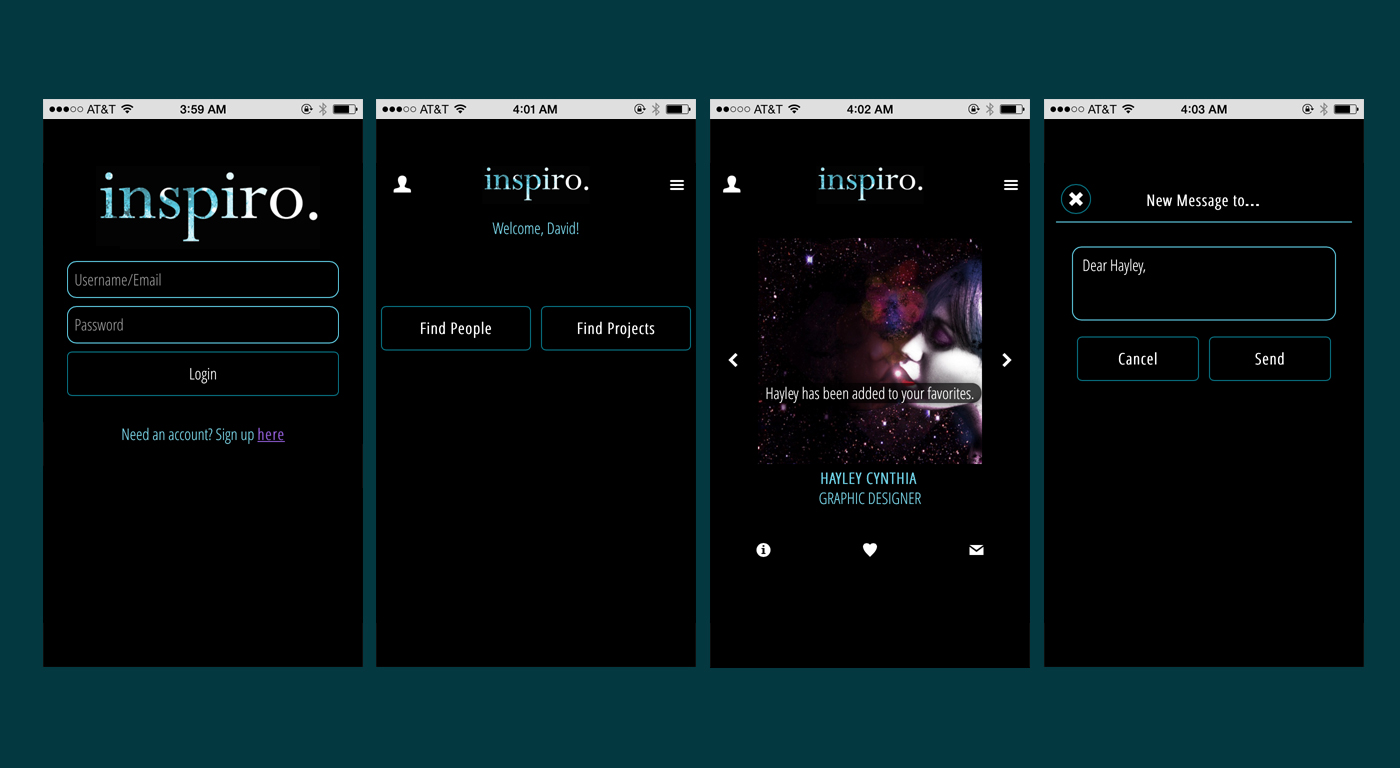 AT&T 3:59 AM
inspiro.
Username/Email
Password
Login
Need an account? Sign up here
AT&T 4:01 AM
inspiro.
Welcome, David!
Find People Find Projects
AT&T 4:02 AM
inspiro.
Hayley has been added to your favorites.
HAYLEY CYNTHIA
GRAPHIC DESIGNER
AT&T 4:03 AM
New Message to...
Dear Hayley,
Cancel Send